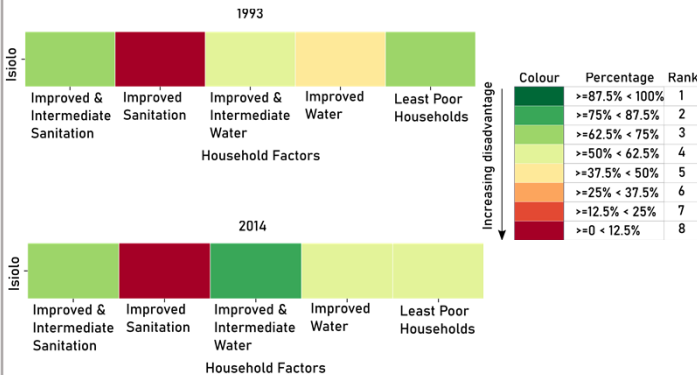 1993
Isiolo
Improved &
Intermediate
Sanitation
Improved
Sanitation
Improved &
Intermediate
Water
Improved
Water
Least Poor
Households
Household Factors
2014
Isiolo
Improved &
Intermediate
Sanitation
Improved
Sanitation
Improved &
Intermediate
Water
Improved
Water
Least Poor
Households
Household Factors
Increasing disadvantage
Colour Percentage Rank
>=87.5% < 100% 1
>=75% < 87.5% 2
>=62.5% < 75% 3
>=50% < 62.5% 4
>=37.5% < 50% 5
>=25% < 37.5% 6
>=12.5% < 25% 7
>=0 < 12.5% 8